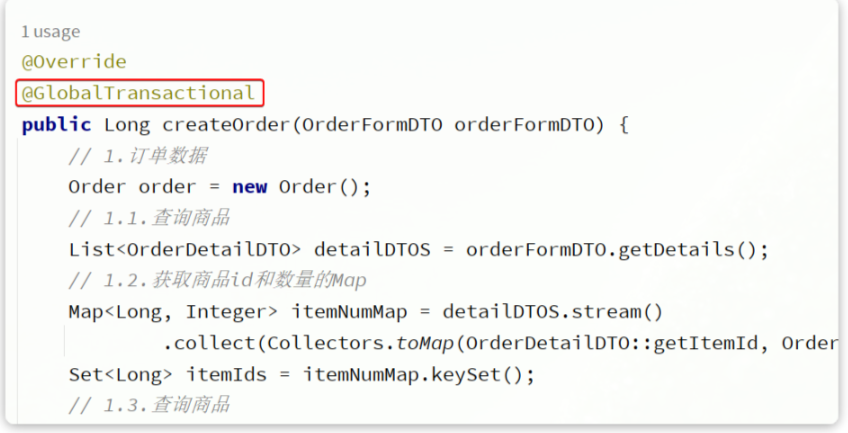 1 usage
@Override
@GlobalTransactional
public Long createOrder(OrderFormDTO orderFormDTO) {
// 1.订单数据
Order order = new Order();
// 1.1.查询商品
List<OrderDetailDTO> detailDTOS = orderFormDTO.getDetails();
// 1.2.获取商品id和数量的Map
Map<Long, Integer> itemNumMap = detailDTOS.stream()
.collect(Collectors.toMap(OrderDetailDTO::getItemId, Order
Set<Long> itemIds = itemNumMap.keySet();
// 1.3.查询商品